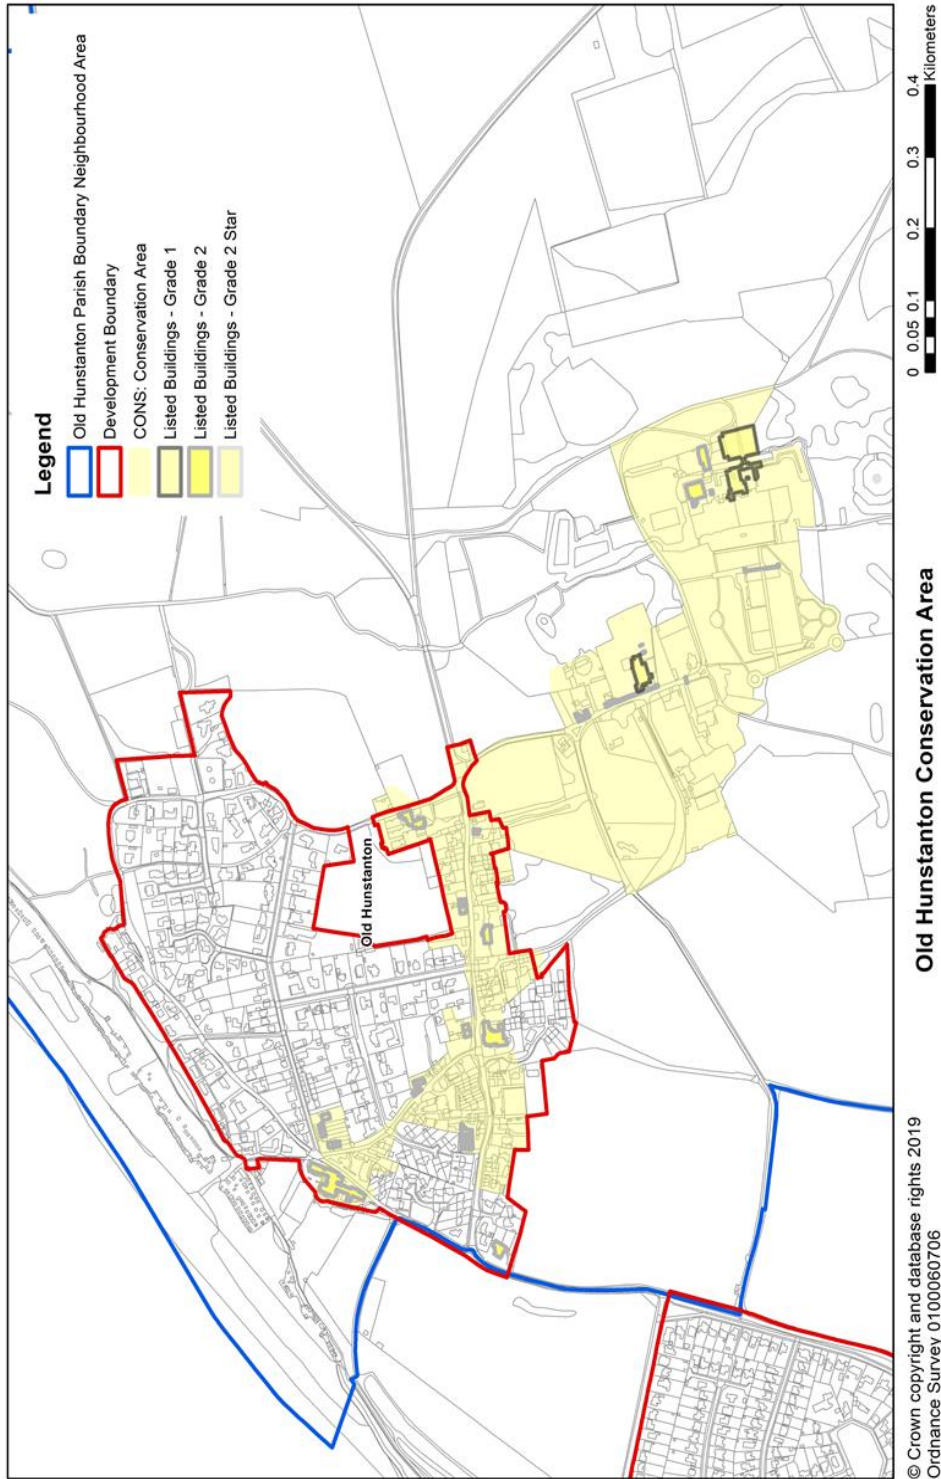 Legend
Old Hunstanton Parish Boundary Neighbourhood Area
Development Boundary
CONS: Conservation Area
Listed Buildings - Grade 1
Listed Buildings - Grade 2
Listed Buildings - Grade 2 Star
Old Hunstanton
© Crown copyright and database rights 2019
Ordnance Survey 0100060706
Old Hunstanton Conservation Area
0 0.05 0.1 0.2 0.3 0.4
Kilometers